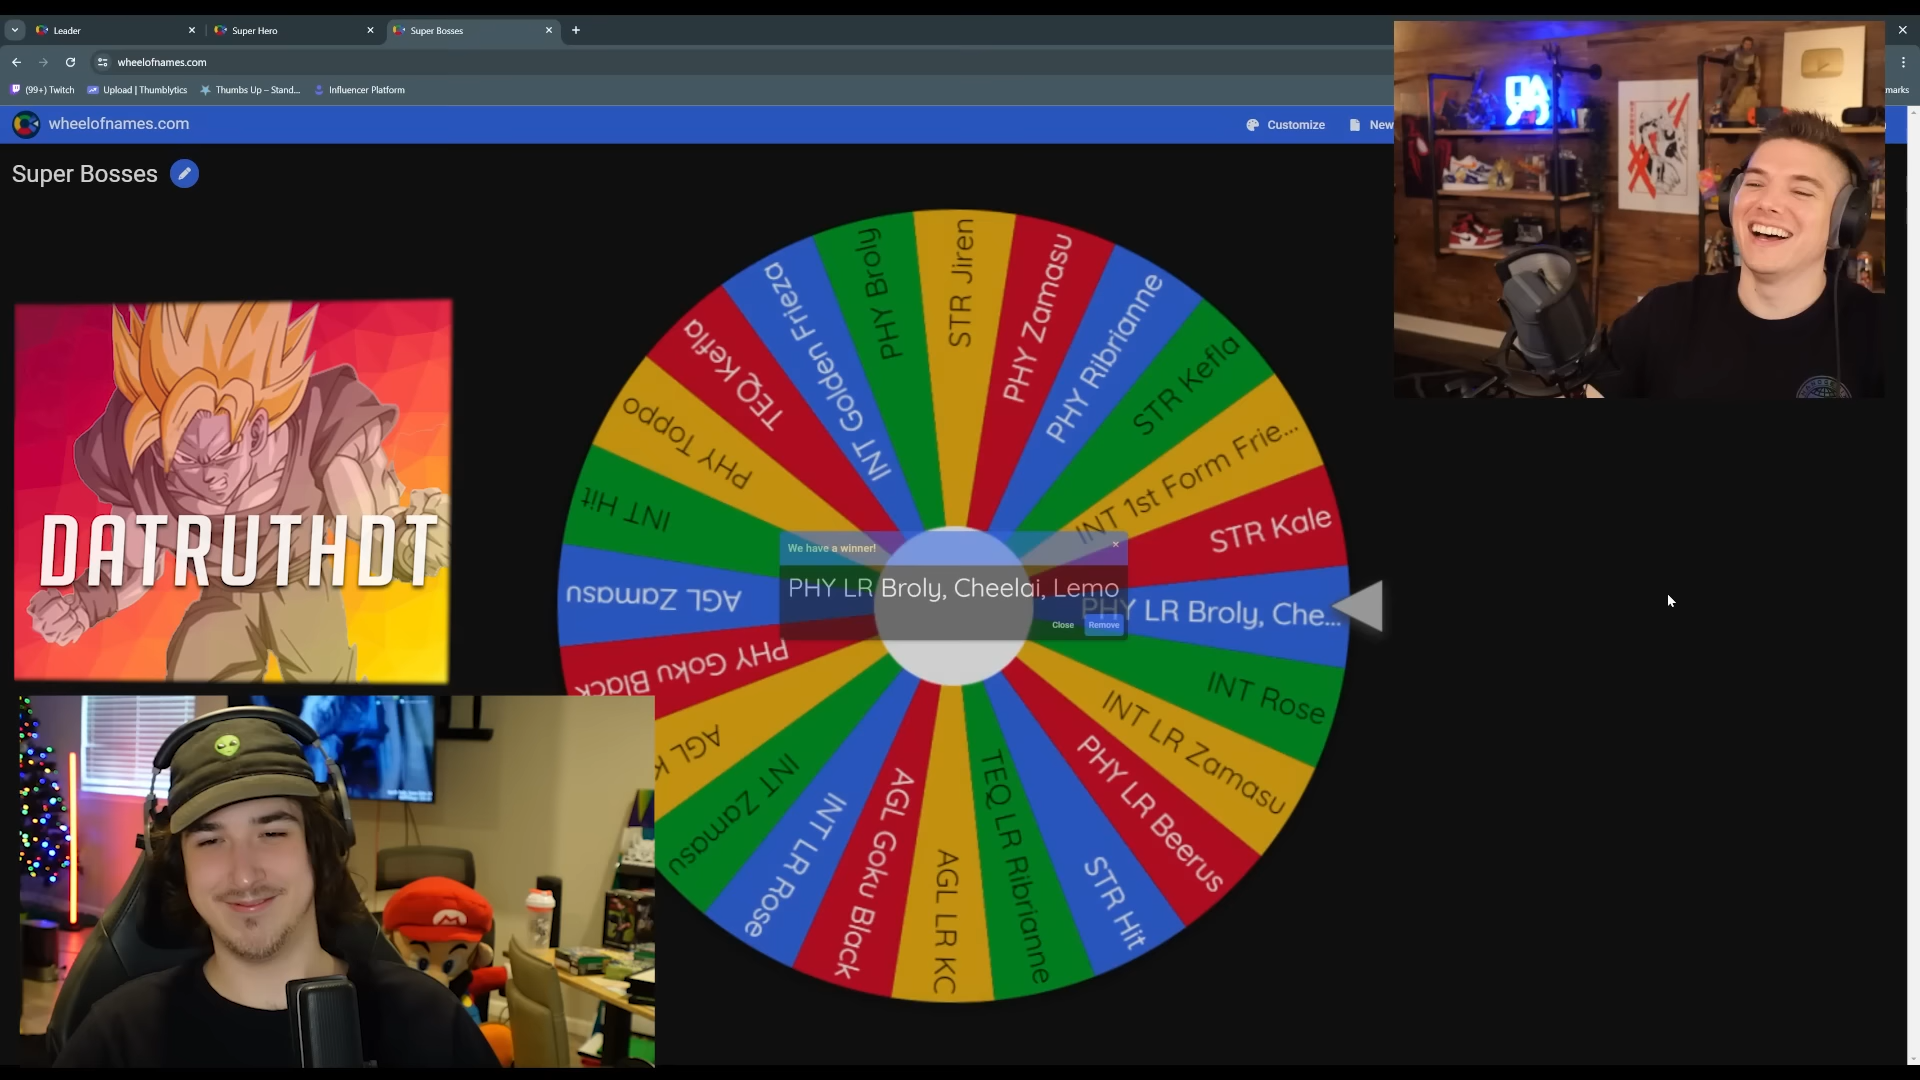 Leader
Super Hero
Super Bosses
wheelofnames.com
(99+) Twitch
Upload | Thumblytics
Thumbs Up – Stand...
Influencer Platform
marks
wheelofnames.com
Customize
New
Super Bosses
PHY Broly
STR Jiren
PHY Zamasu
PHY Ribrianne
STR Kefla
INT 1st Form Frie...
STR Kale
PHY LR Broly, Che...
INT Rose
INT LR Zamasu
PHY LR Beerus
STR Hit
TEQ LR Ribrianne
AGL LR KC
AGL Goku Black
INT LR Rose
INT Zamasu
AGL
PHY Goku Black
AGL Zamasu
INT Hit
PHY Toppo
TEQ Kefla
INT Golden Frieza
We have a winner!
PHY LR Broly, Cheelai, Lemo
Close
Remove
DATRUTHDT